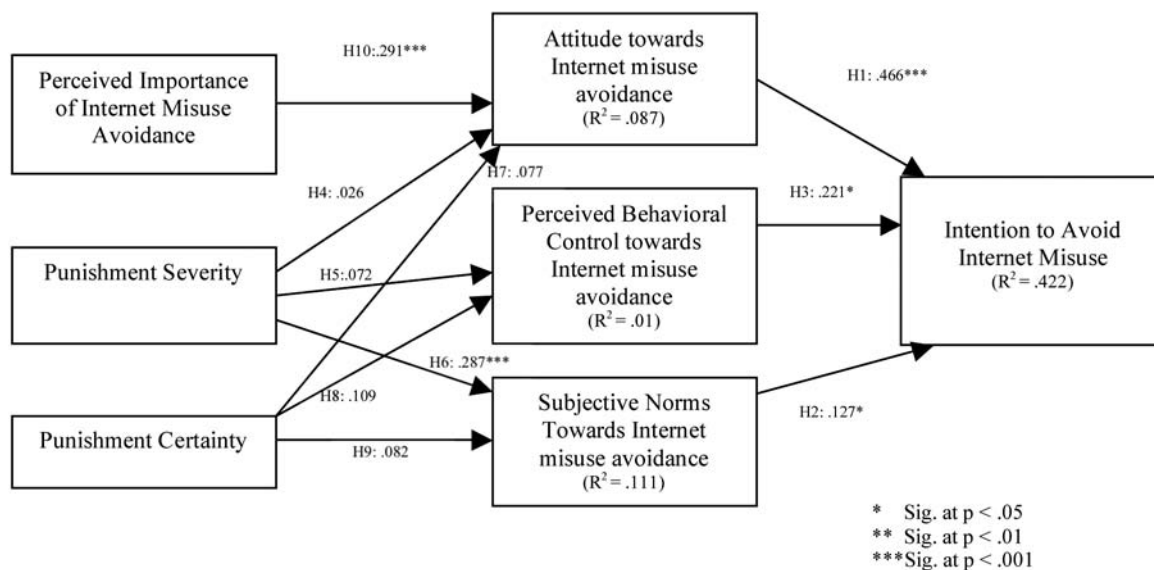 Perceived Importance
of Internet Misuse
Avoidance
Punishment Severity
Punishment Certainty
H10:.291***
H4: .026
H7: .077
H5:.072
H6: .287***
H8: .109
H9: .082
Attitude towards
Internet misuse
avoidance
(R² = .087)
Perceived Behavioral
Control towards
Internet misuse
avoidance
(R² = .01)
Subjective Norms
Towards Internet
misuse avoidance
(R² = .111)
H1: .466***
H3: .221*
H2: .127*
Intention to Avoid
Internet Misuse
(R² = .422)
* Sig. at p < .05
** Sig. at p < .01
***Sig. at p < .001